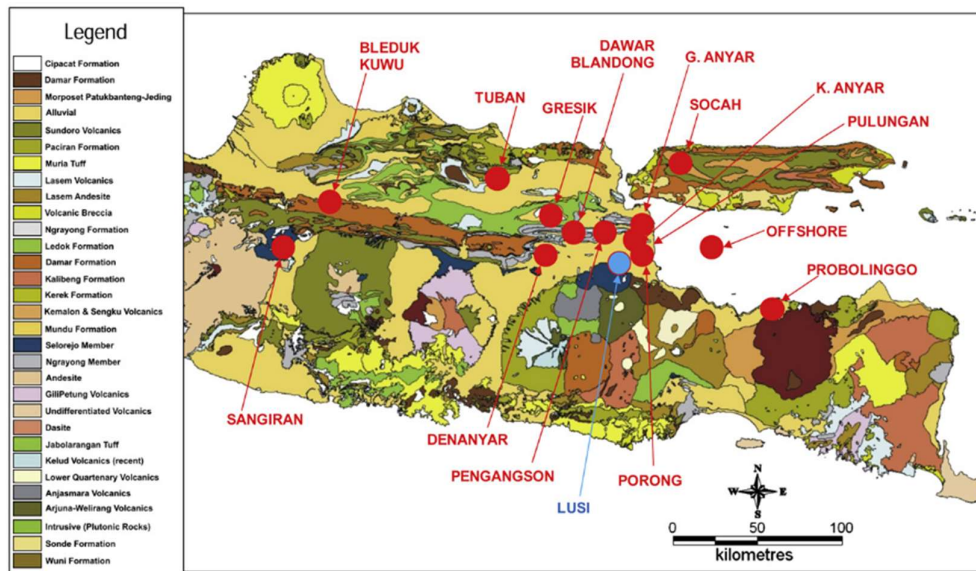 Legend
Cipacat Formation
Damar Formation
Morposet Patukbanteng-Jeding
Alluvial
Sundoro Volcanics
Paciran Formation
Muria Tuff
Lasem Volcanics
Lasem Andesite
Volcanic Breccia
Ngrayong Formation
Ledok Formation
Damar Formation
Kalibeng Formation
Kerek Formation
Kemalon & Sengku Volcanics
Mundu Formation
Selorejo Member
Ngrayong Member
Andesite
GiliPetung Volcanics
Undifferentiated Volcanics
Dasite
Jabolarangan Tuff
Kelud Volcanics (recent)
Lower Quartenary Volcanics
Anjasmara Volcanics
Arjuna-Welirang Volcanics
Intrusive (Plutonic Rocks)
Sonde Formation
Wuni Formation
BLEDUK
KUWU
TUBAN
GRESIK
DAWAR
BLANDONG
G. ANYAR
SOCAH
K. ANYAR
PULUNGAN
OFFSHORE
PROBOLINGGO
SANGIRAN
DENANYAR
PENGANGSON
LUSI
PORONG
N
W
E
S
0 50 100
kilometres